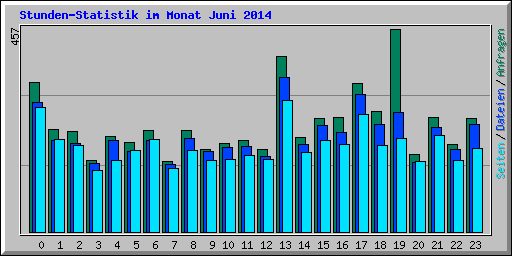 Stunden-Statistik im Monat Juni 2014
457
Seiten/Dateien/Anfragen
0 1 2 3 4 5 6 7 8 9 10 11 12 13 14 15 16 17 18 19 20 21 22 23